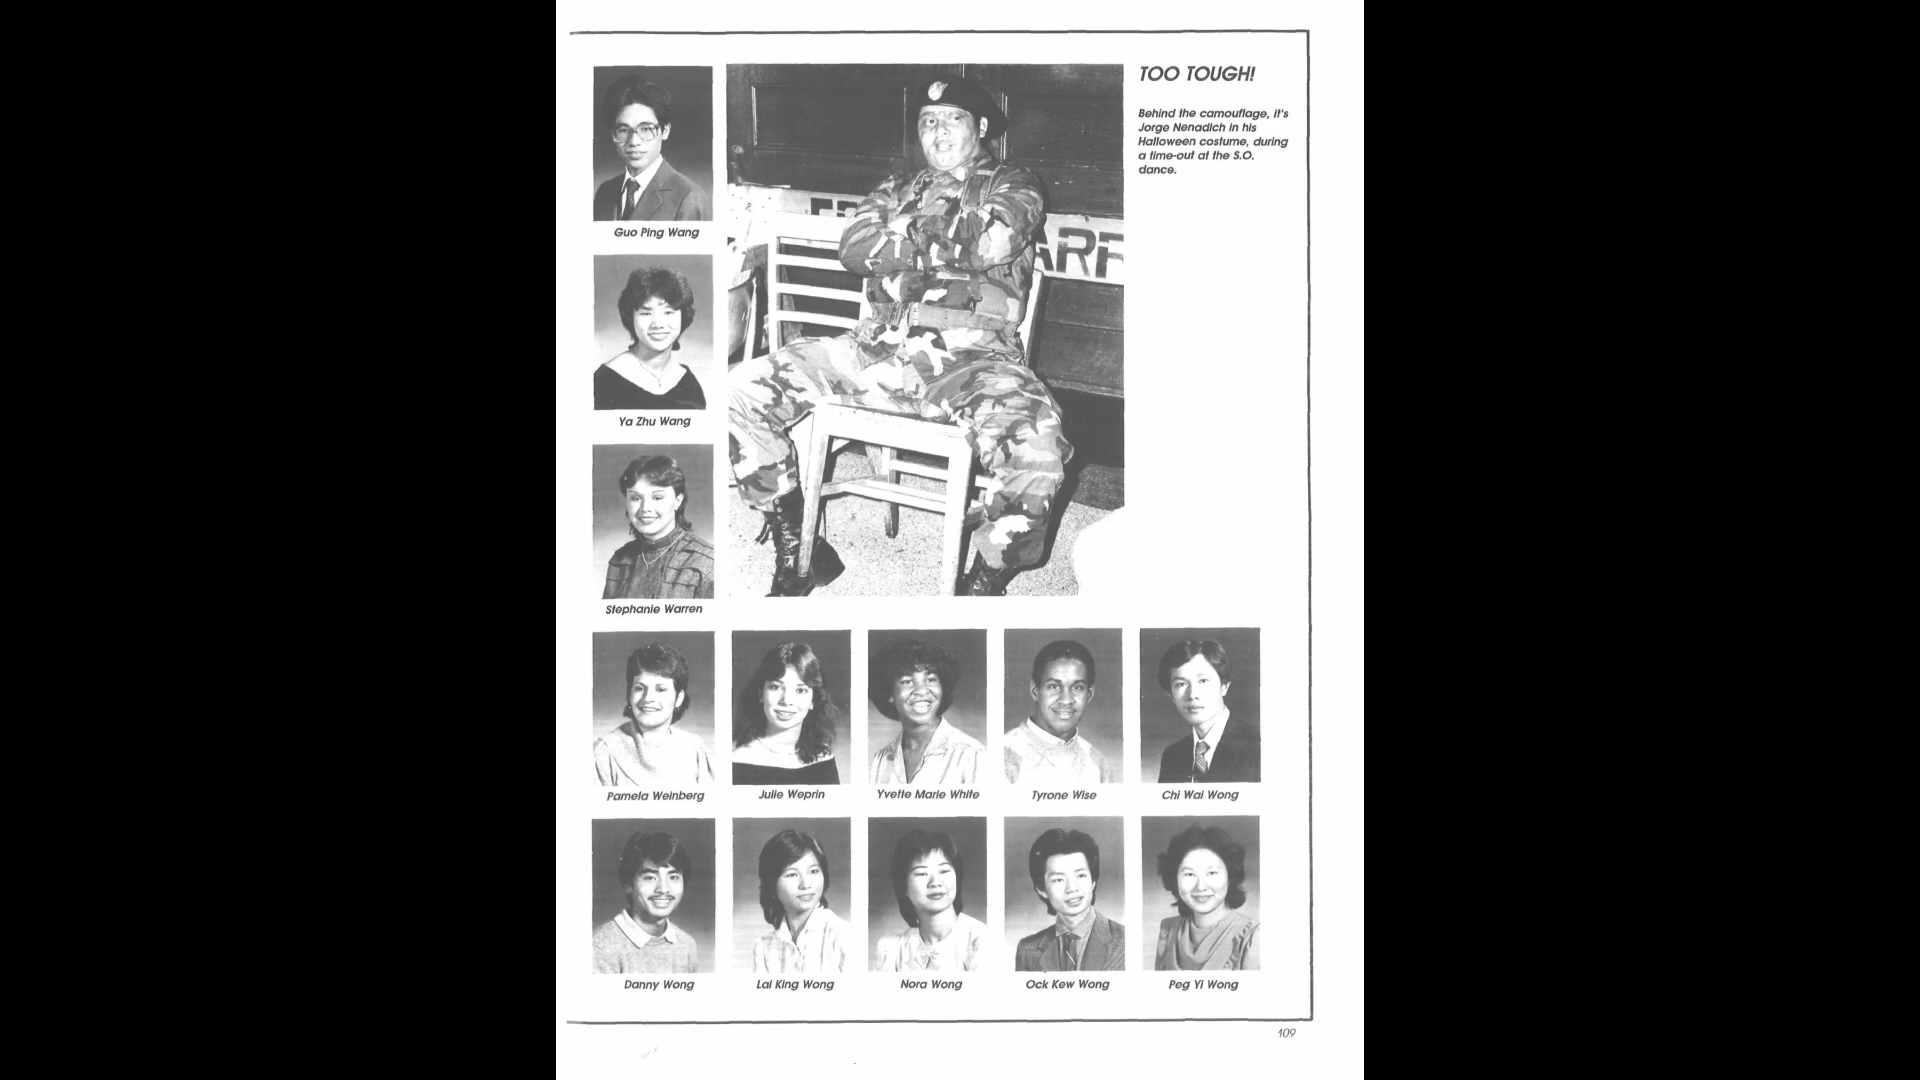 TOO TOUGH!
Behind the camouflage, it's
Jorge Nenadich in his
Halloween costume, during
a time-out at the S.O.
dance.
Guo Ping Wang
Ya Zhu Wang
Stephanie Warren
Pamela Weinberg
Julie Weprin
Yvette Marie White
Tyrone Wise
Chi Wai Wong
Danny Wong
Lai King Wong
Nora Wong
Ock Kew Wong
Peg Yi Wong
109